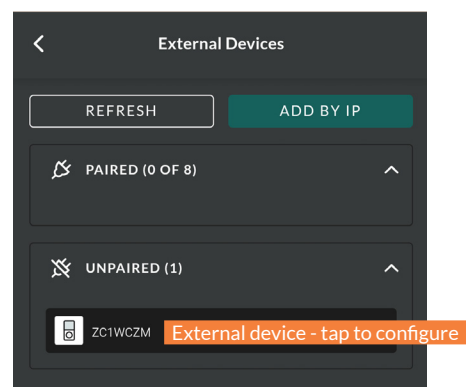 External Devices
REFRESH ADD BY IP
PAIRED (0 OF 8)
UNPAIRED (1)
ZC1WCZM External device - tap to configure